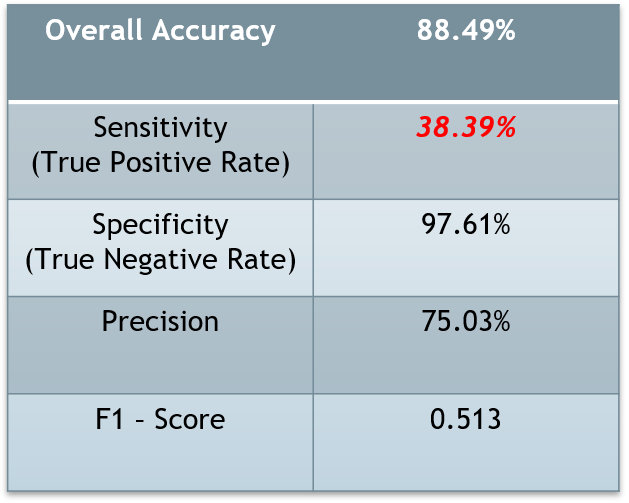 Overall Accuracy 88.49%
Sensitivity 38.39%
(True Positive Rate)
Specificity 97.61%
(True Negative Rate)
Precision 75.03%
F1 – Score 0.513